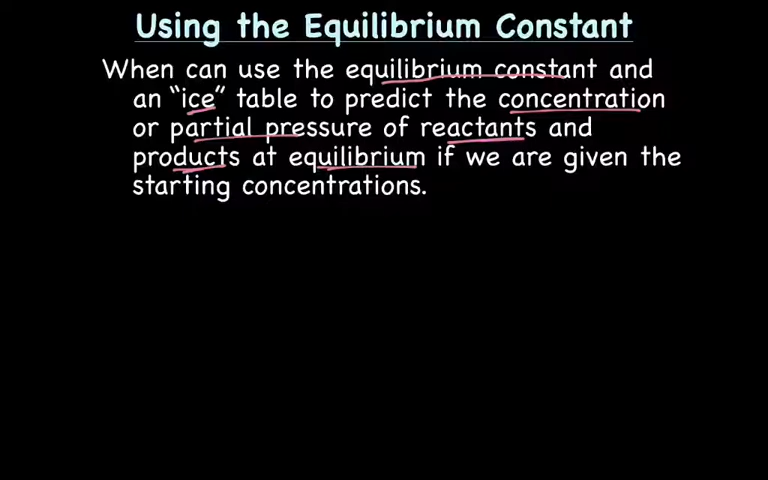 Using the Equilibrium Constant
When can use the equilibrium constant and
an “ice” table to predict the concentration
or partial pressure of reactants and
products at equilibrium if we are given the
starting concentrations.